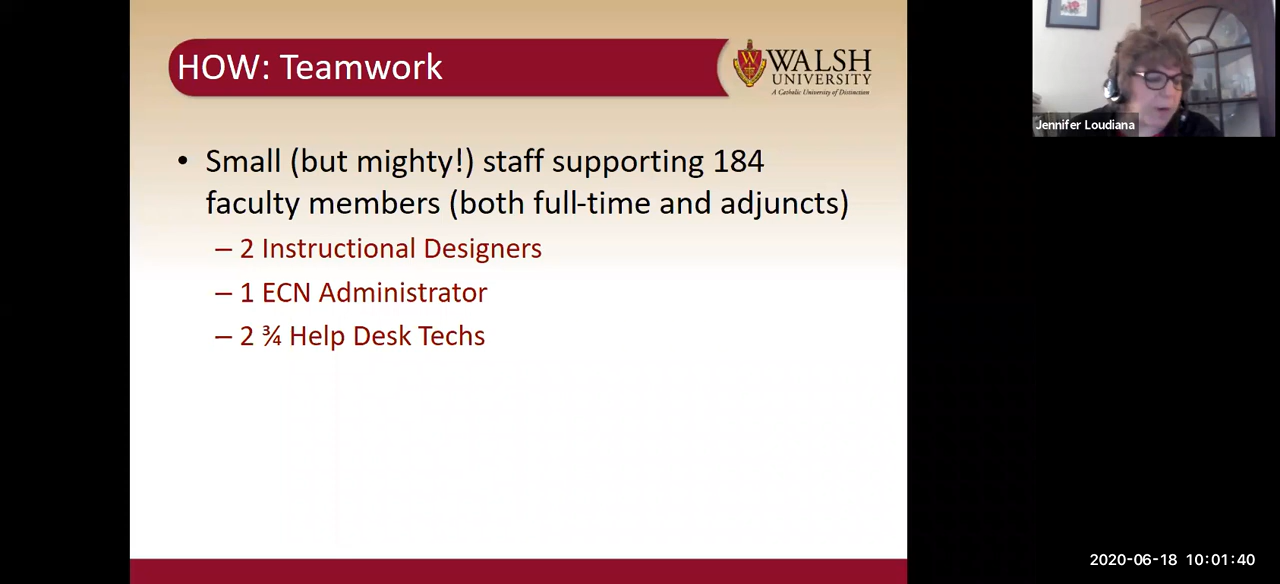 HOW: Teamwork
WALSH
UNIVERSITY
A Catholic University of Distinction
• Small (but mighty!) staff supporting 184
faculty members (both full-time and adjuncts)
– 2 Instructional Designers
– 1 ECN Administrator
– 2 ¾ Help Desk Techs
Jennifer Loudiana
2020-06-18 10:01:40